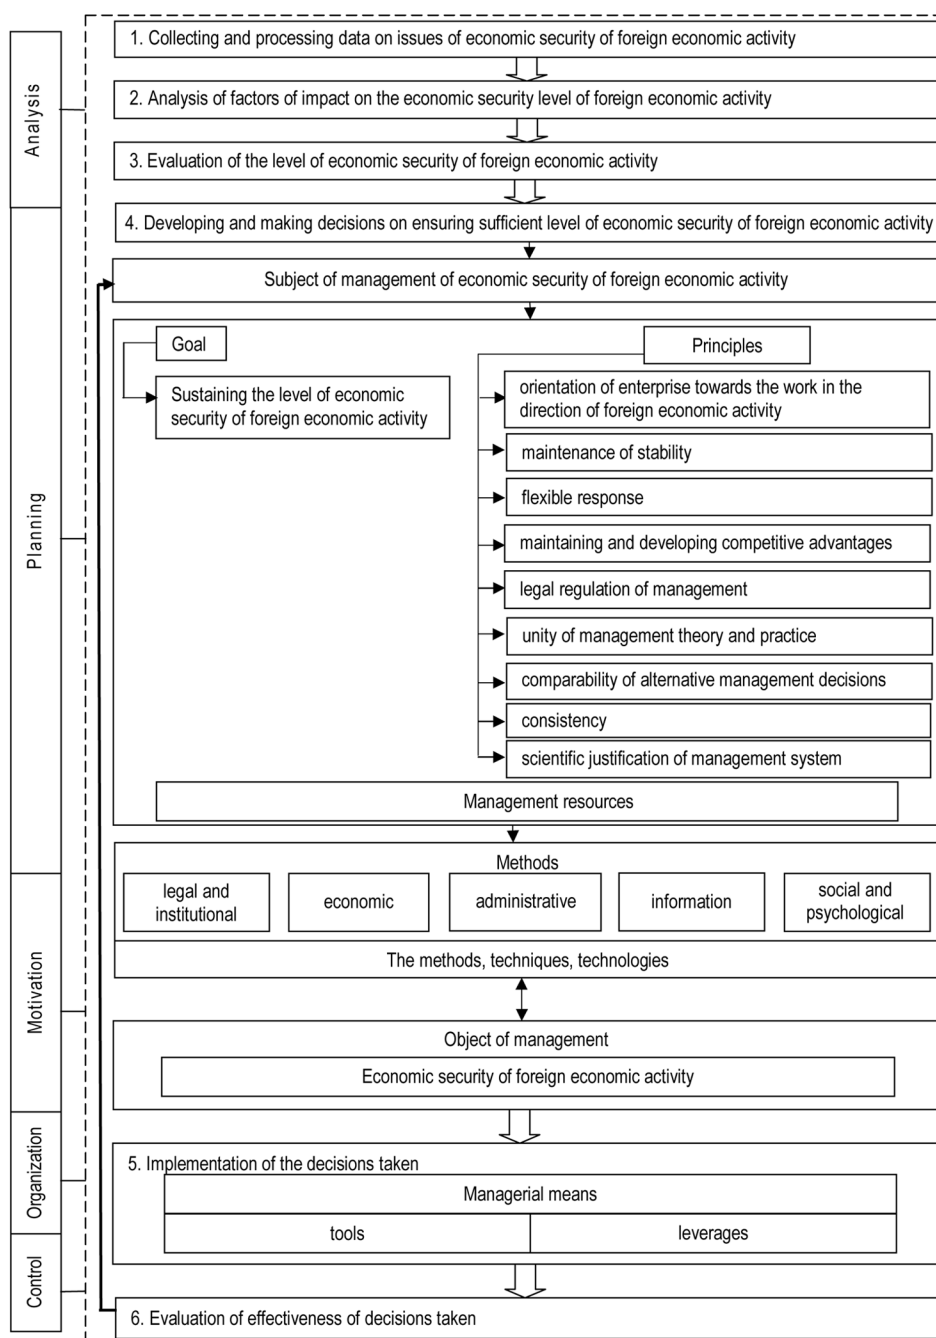 Analysis
1. Collecting and processing data on issues of economic security of foreign economic activity
2. Analysis of factors of impact on the economic security level of foreign economic activity
3. Evaluation of the level of economic security of foreign economic activity
Planning
4. Developing and making decisions on ensuring sufficient level of economic security of foreign economic activity
Subject of management of economic security of foreign economic activity
Goal
Sustaining the level of economic
security of foreign economic activity
Principles
orientation of enterprise towards the work in the
direction of foreign economic activity
maintenance of stability
flexible response
maintaining and developing competitive advantages
legal regulation of management
unity of management theory and practice
comparability of alternative management decisions
consistency
scientific justification of management system
Management resources
Motivation
Methods
legal and
institutional
economic
administrative
information
social and
psychological
The methods, techniques, technologies
Object of management
Economic security of foreign economic activity
Organization
5. Implementation of the decisions taken
Managerial means
tools
leverages
Control
6. Evaluation of effectiveness of decisions taken